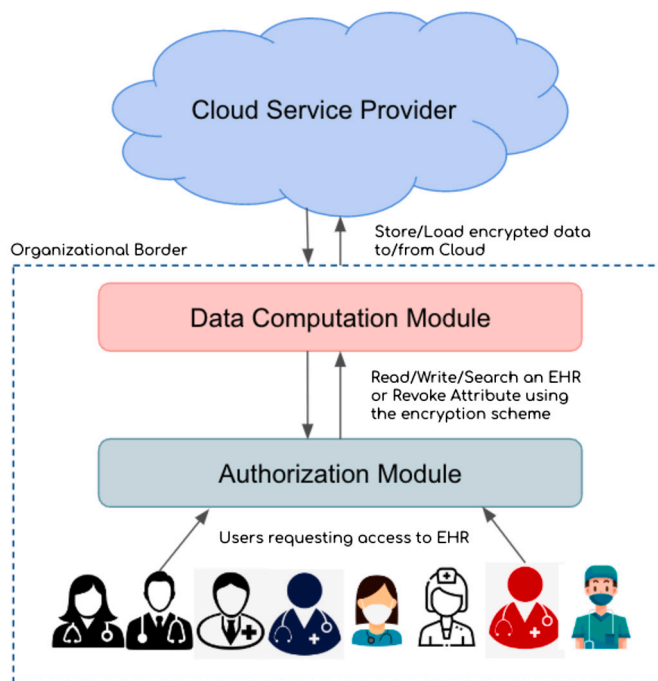 Cloud Service Provider
Store/Load encrypted data
to/from Cloud
Organizational Border
Data Computation Module
Read/Write/Search an EHR
or Revoke Attribute using
the encryption scheme
Authorization Module
Users requesting access to EHR